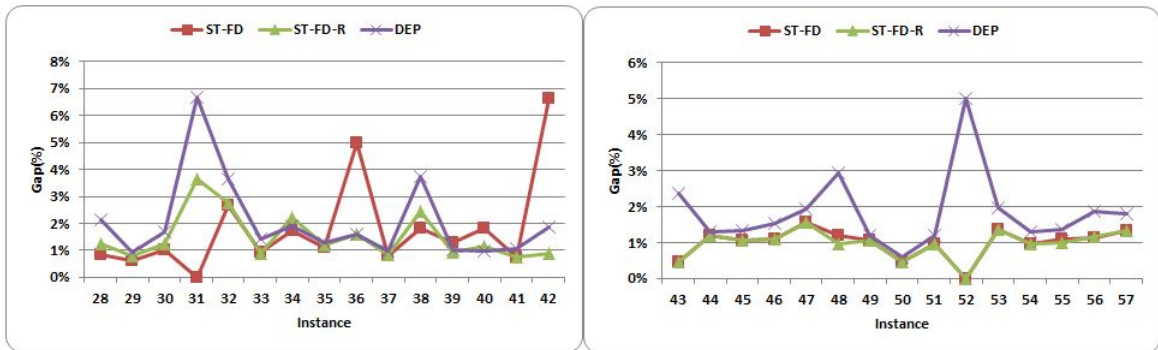 ST-FD ST-FD-R DEP
8%
7%
6%
5%
4%
3%
2%
1%
0%
Gap(%)
28 29 30 31 32 33 34 35 36 37 38 39 40 41 42
Instance
ST-FD ST-FD-R DEP
6%
5%
4%
3%
2%
1%
0%
Gap(%)
43 44 45 46 47 48 49 50 51 52 53 54 55 56 57
Instance